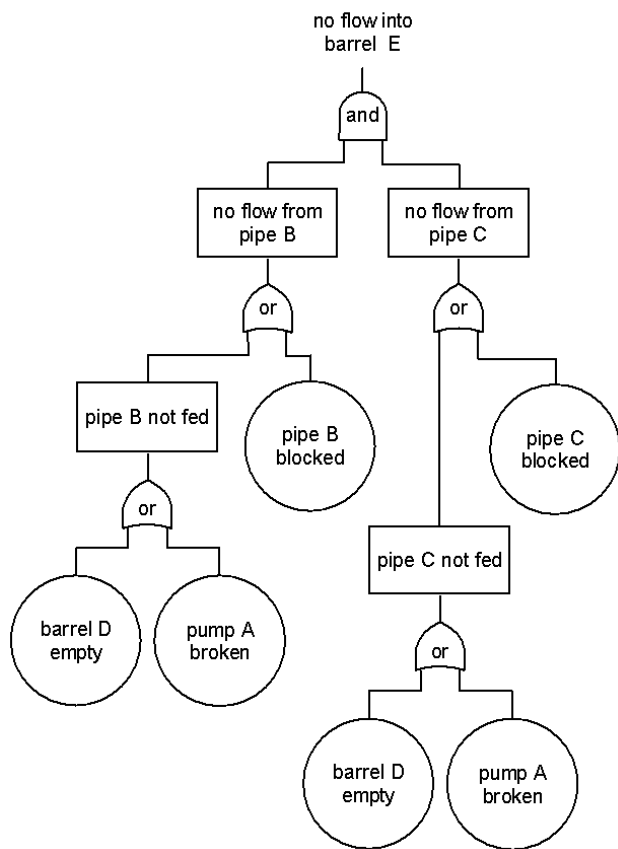 no flow into
barrel E
and
no flow from
pipe B
no flow from
pipe C
or
or
pipe B not fed
pipe B
blocked
pipe C
blocked
or
pipe C not fed
barrel D
empty
pump A
broken
or
barrel D
empty
pump A
broken